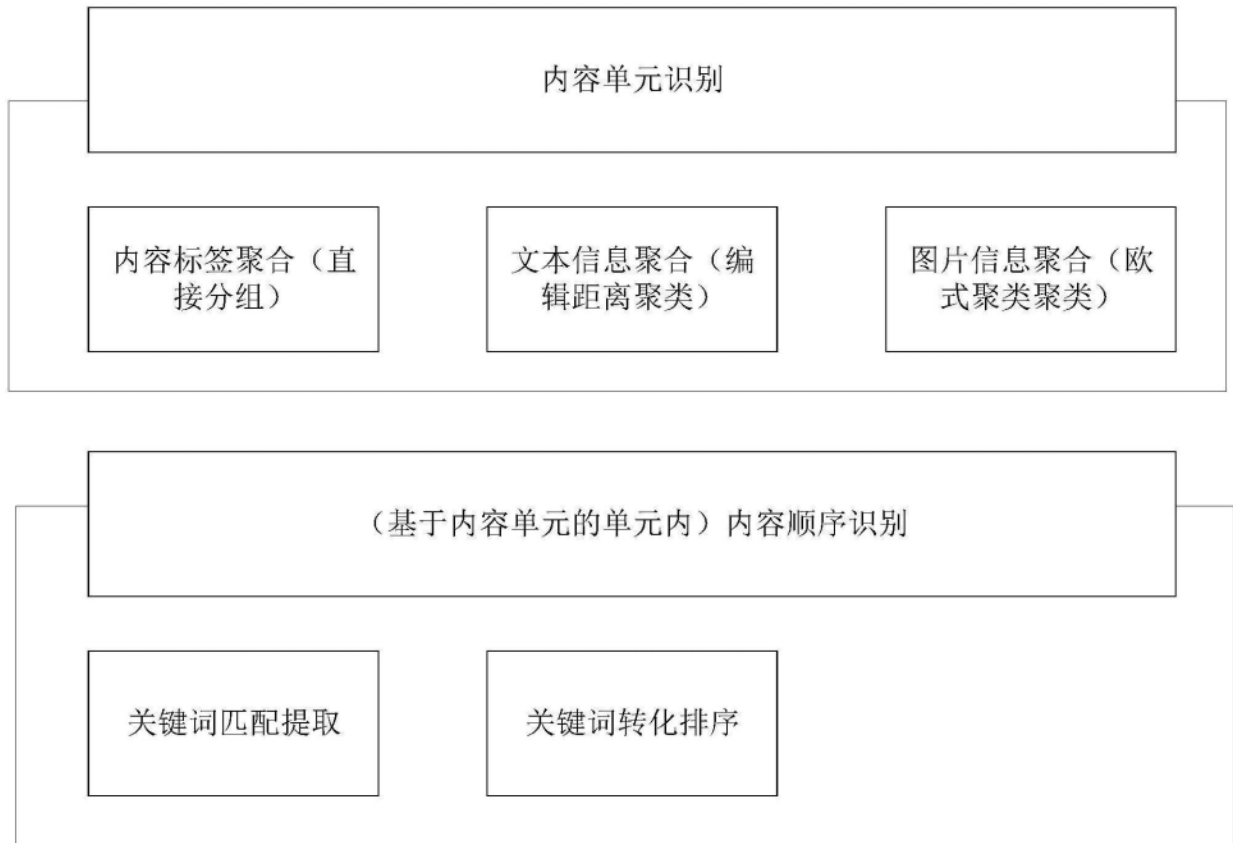 内容单元识别
内容标签聚合（直
接分组）
文本信息聚合（编
辑距离聚类）
图片信息聚合（欧
式聚类聚类）
（基于内容单元的单元内）内容顺序识别
关键词匹配提取
关键词转化排序